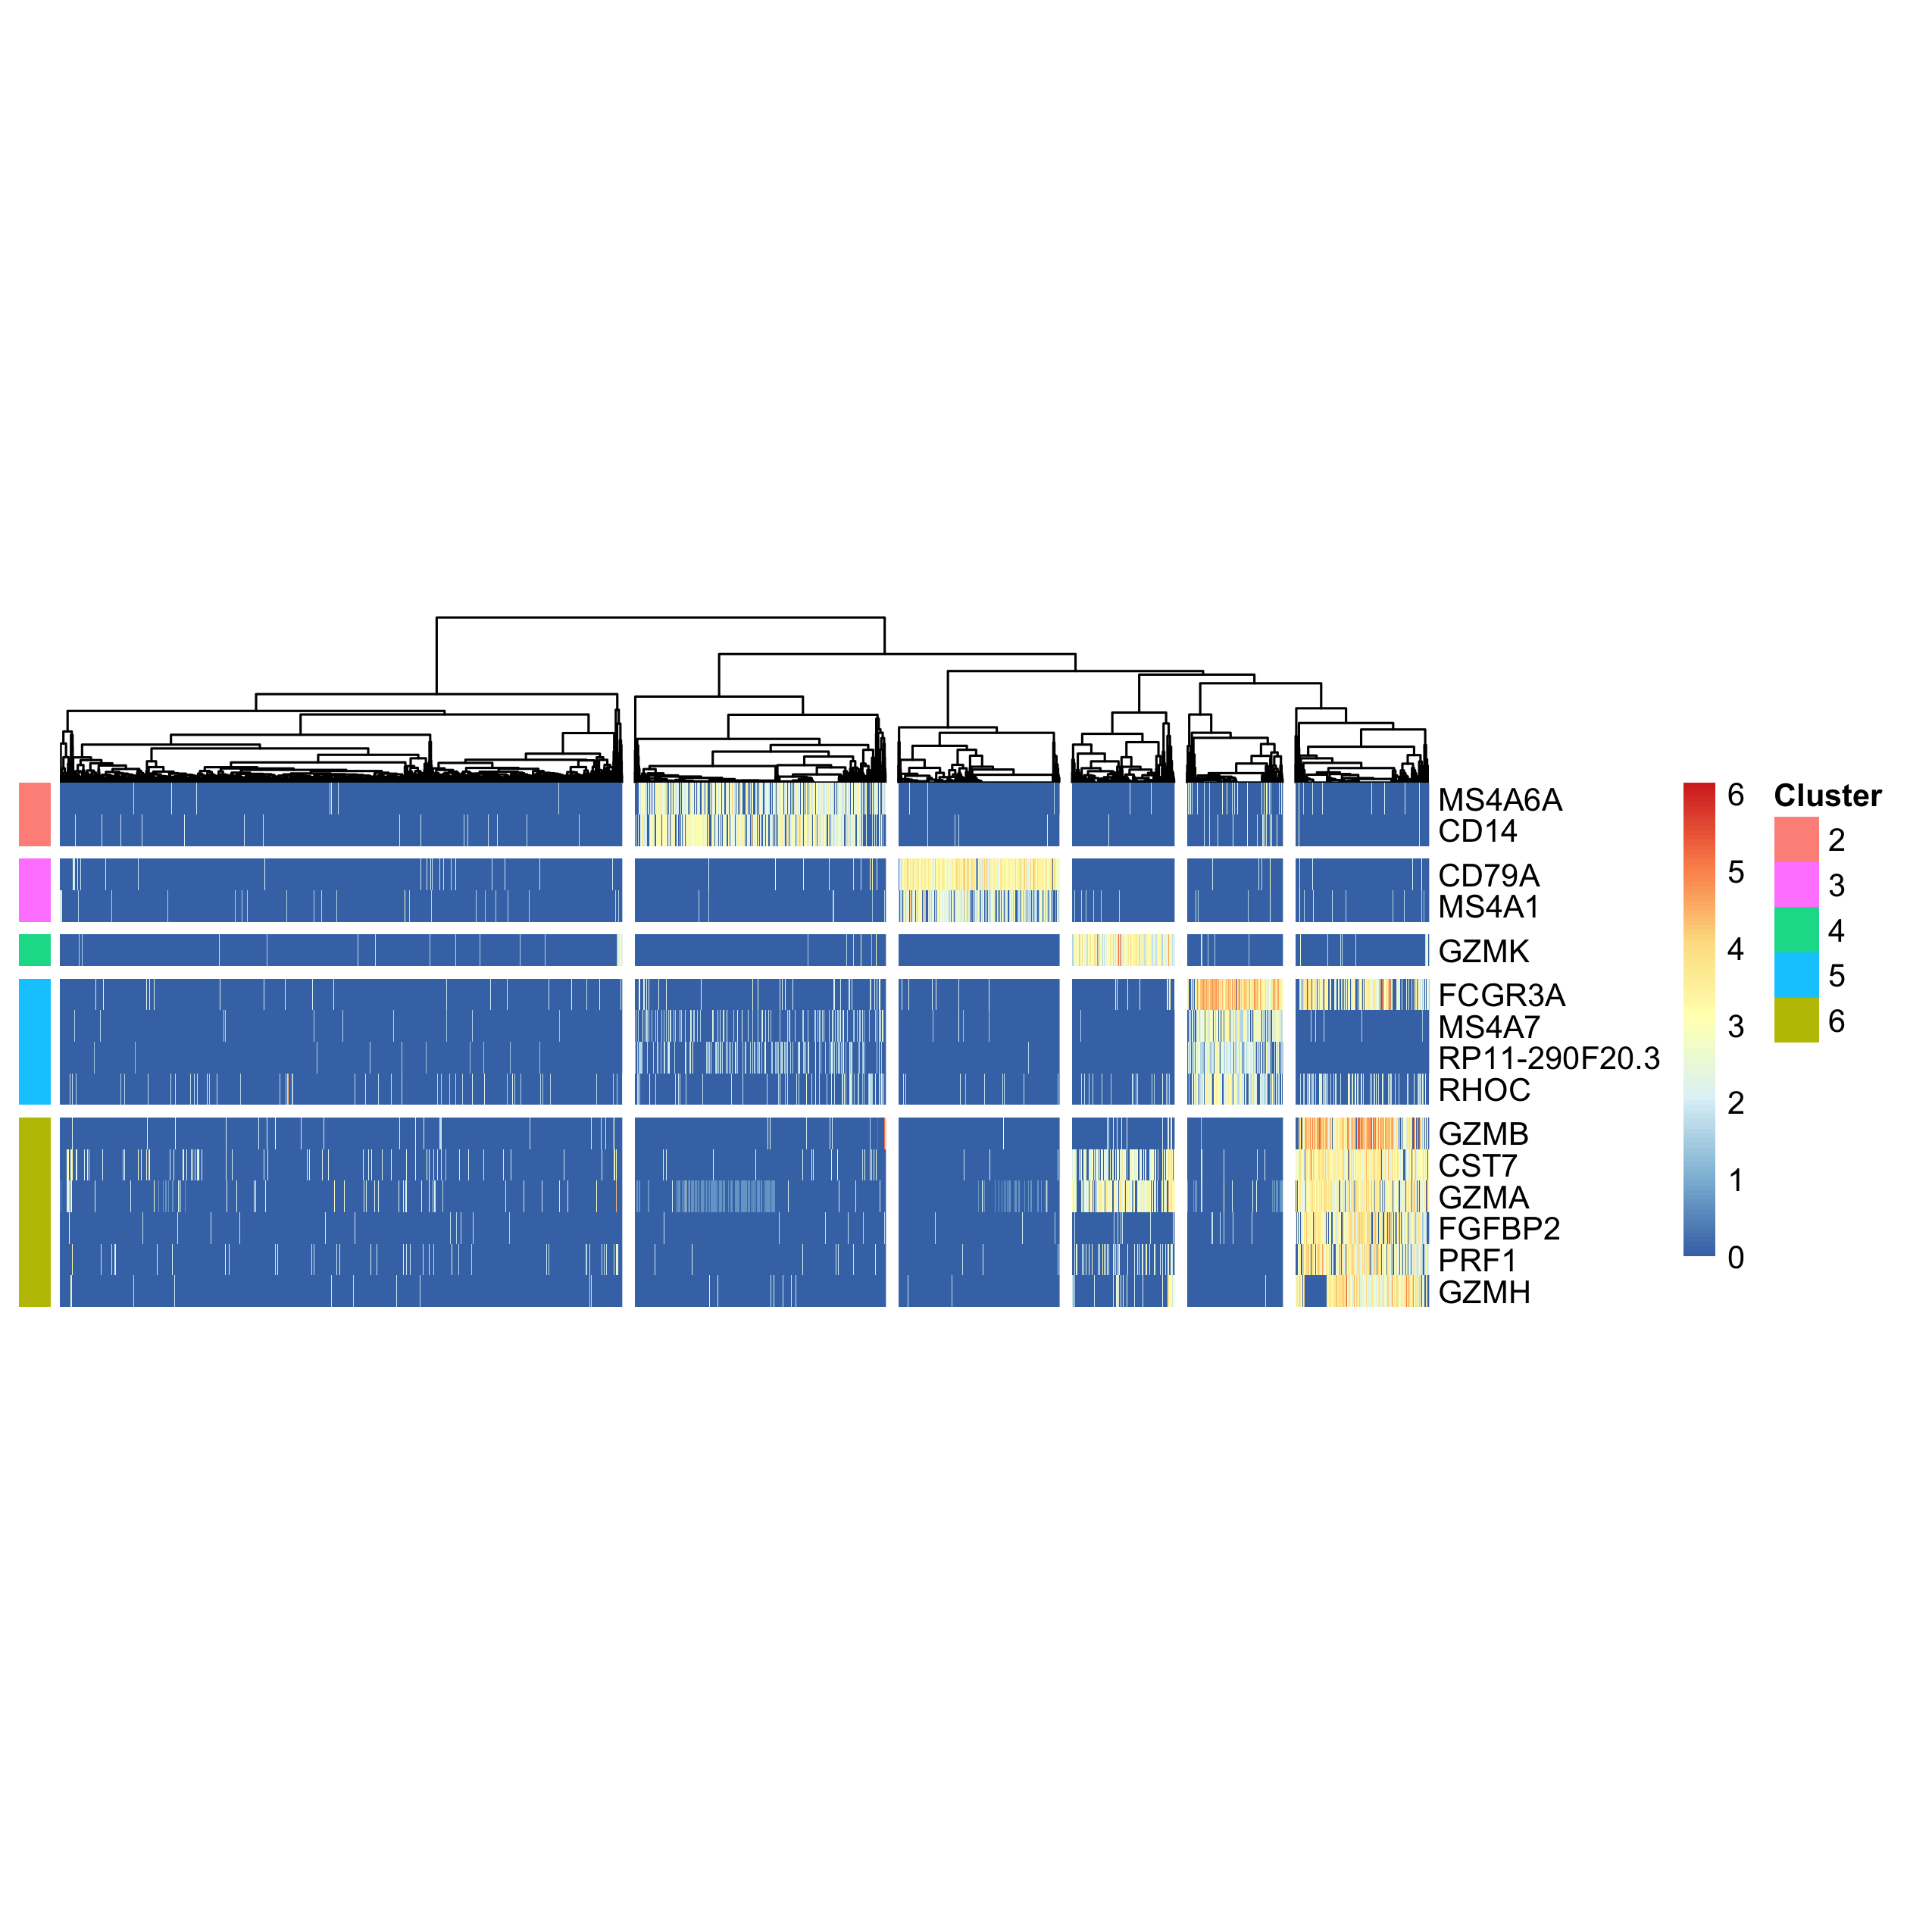 MS4A6A
CD14
CD79A
MS4A1
GZMK
FCGR3A
MS4A7
RP11-290F20.3
RHOC
GZMB
CST7
GZMA
FGFBP2
PRF1
GZMH
6
5
4
3
2
1
0
Cluster
2
3
4
5
6